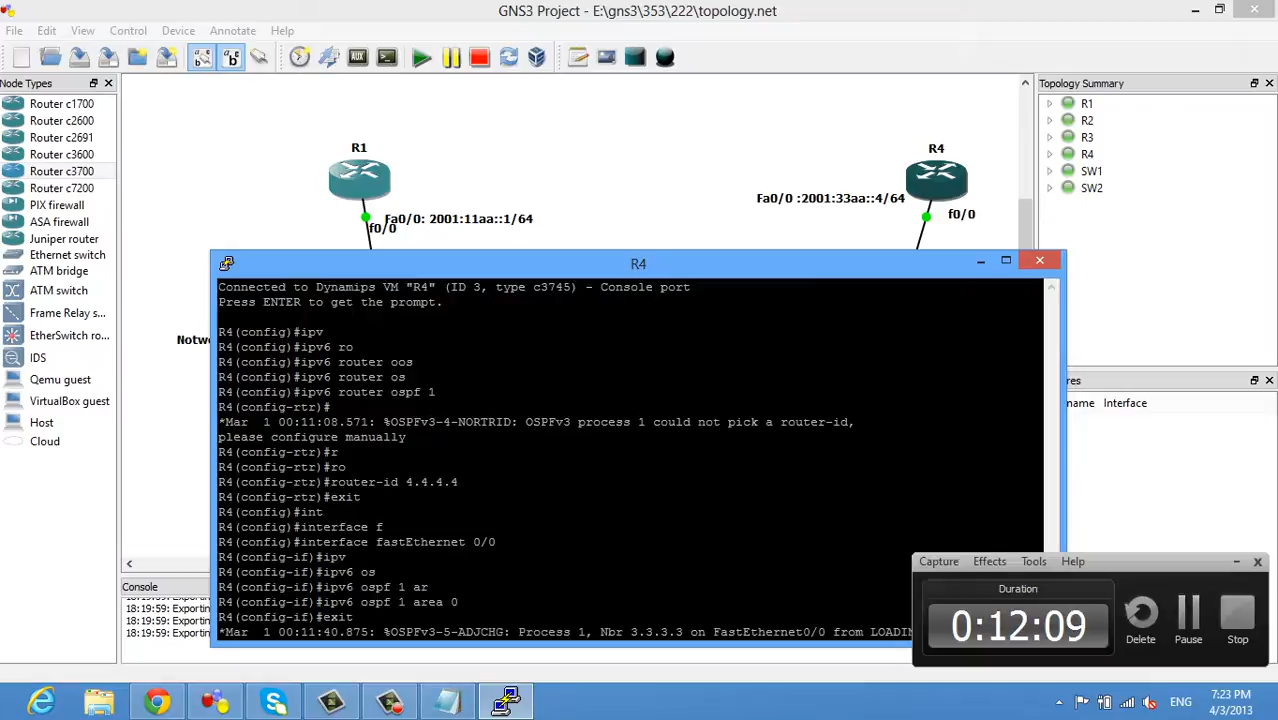 GNS3 Project - E:\gns3\353\222\topology.net
File Edit View Control Device Annotate Help
Node Types
Router c1700
Router c2600
Router c2691
Router c3600
Router c3700
Router c7200
PIX firewall
ASA firewall
Juniper router
Ethernet switch
ATM bridge
ATM switch
Frame Relay s...
EtherSwitch ro...
IDS
Qemu guest
VirtualBox guest
Host
Cloud
R1
Fa0/0: 2001:11aa::1/64
f0/0
R4
Fa0/0 :2001:33aa::4/64
f0/0
Netwo
Topology Summary
R1
R2
R3
R4
SW1
SW2
res
name Interface
Console
18:19:59: Exportin
18:19:59: Exportin
18:19:59: Exportin
R4
Connected to Dynamips VM "R4" (ID 3, type c3745) - Console port
Press ENTER to get the prompt.
R4(config)#ipv
R4(config)#ipv6 ro
R4(config)#ipv6 router oos
R4(config)#ipv6 router os
R4(config)#ipv6 router ospf 1
R4(config-rtr)#
*Mar  1 00:11:08.571: %OSPFv3-4-NORTRID: OSPFv3 process 1 could not pick a router-id,
please configure manually
R4(config-rtr)#r
R4(config-rtr)#ro
R4(config-rtr)#router-id 4.4.4.4
R4(config-rtr)#exit
R4(config)#int
R4(config)#interface f
R4(config)#interface fastEthernet 0/0
R4(config-if)#ipv
R4(config-if)#ipv6 os
R4(config-if)#ipv6 ospf 1 ar
R4(config-if)#ipv6 ospf 1 area 0
R4(config-if)#exit
*Mar  1 00:11:40.875: %OSPFv3-5-ADJCHG: Process 1, Nbr 3.3.3.3 on FastEthernet0/0 from LOADIN
Capture Effects Tools Help
Duration
0:12:09
Delete Pause Stop
ENG
7:23 PM
4/3/2013